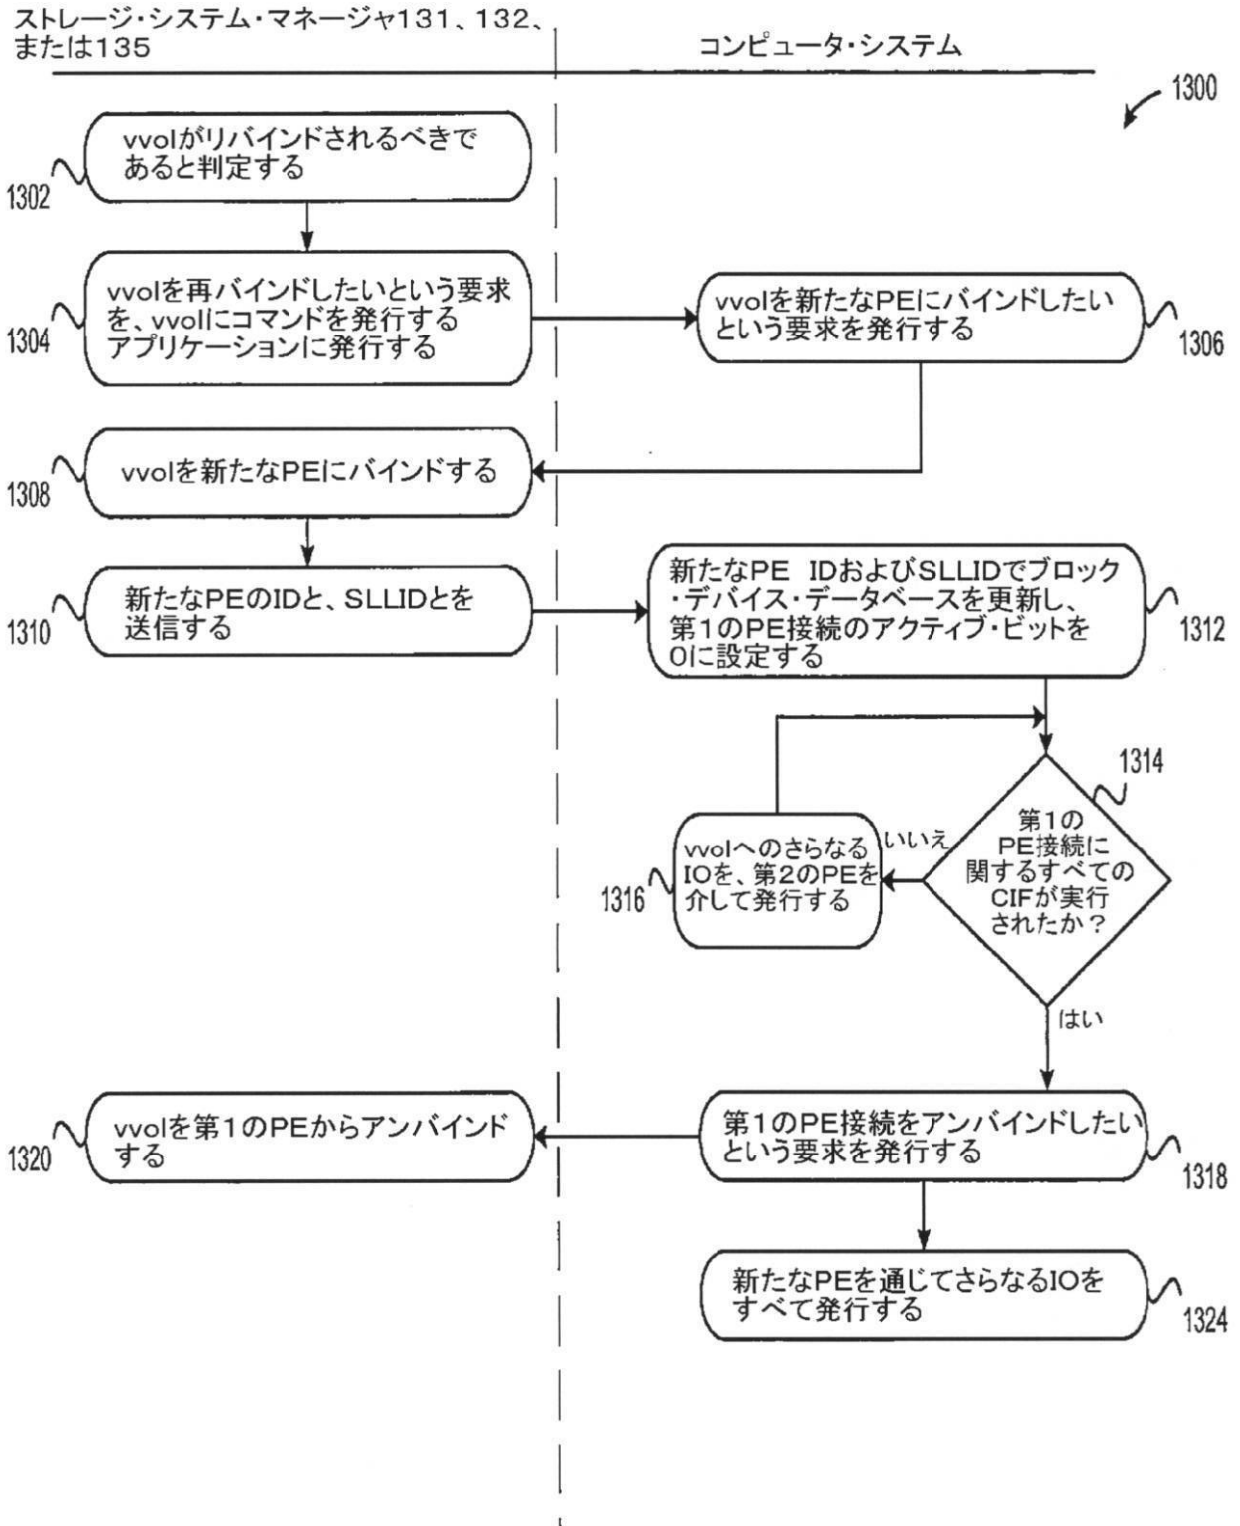 ストレージ・システム・マネージャ131、132、
または135
コンピュータ・システム
1300
vvolがリバインドされるべきで
あると判定する
1302
vvolを再バインドしたいという要求
を、vvolにコマンドを発行する
アプリケーションに発行する
1304
vvolを新たなPEにバインドしたい
という要求を発行する
1306
vvolを新たなPEにバインドする
1308
新たなPEのIDと、SLLIDとを
送信する
1310
新たなPE IDおよびSLLIDでブロック
・デバイス・データベースを更新し、
第1のPE接続のアクティブ・ビットを
0に設定する
1312
第1の
PE接続に
関するすべての
CIFが実行
されたか?
1314
いいえ
vvolへのさらなる
IOを、第2のPEを
介して発行する
1316
はい
第1のPE接続をアンバインドしたい
という要求を発行する
1318
vvolを第1のPEからアンバインド
する
1320
新たなPEを通じてさらなるIOを
すべて発行する
1324